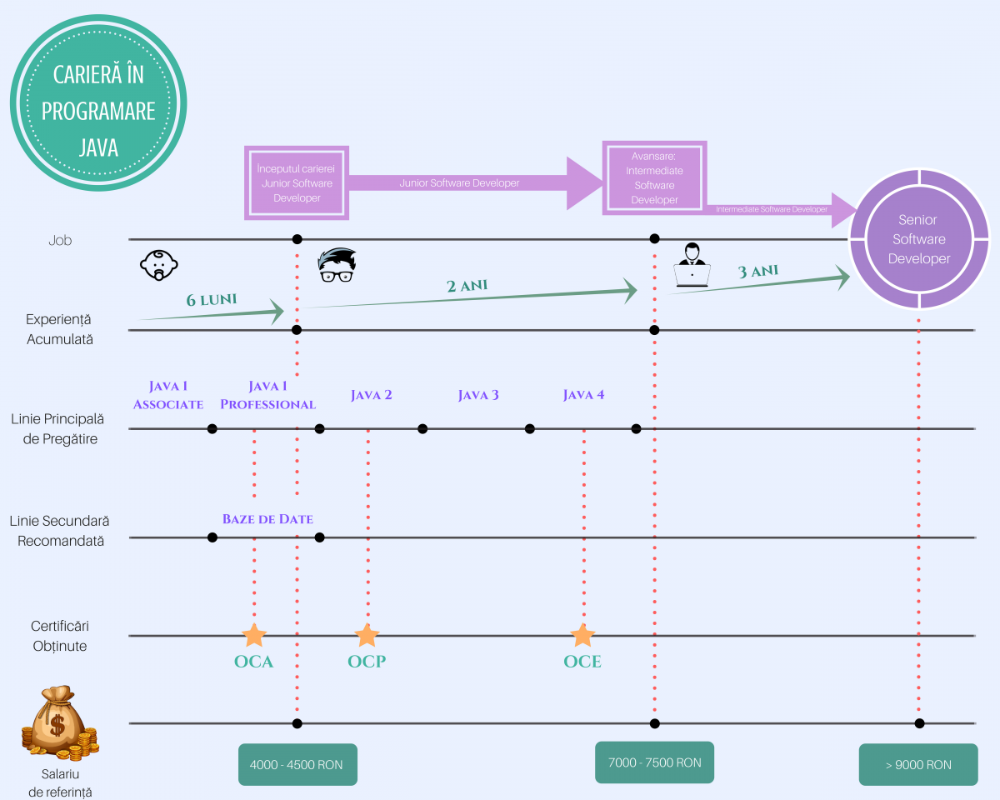 CARIERĂ ÎN
PROGRAMARE
JAVA
Începutul carierei
Junior Software
Developer
Junior Software Developer
Avansare:
Intermediate
Software
Developer
Intermediate Software Developer
Senior
Software
Developer
Job
6 LUNI
2 ANI
3 ANI
Experiență
Acumulată
JAVA 1
ASSOCIATE
JAVA 1
PROFESSIONAL
JAVA 2
JAVA 3
JAVA 4
Linie Principală
de Pregătire
BAZE DE DATE
Linie Secundară
Recomandată
Certificări
Obținute
OCA
OCP
OCE
$
Salariu
de referință
4000 - 4500 RON
7000 - 7500 RON
> 9000 RON